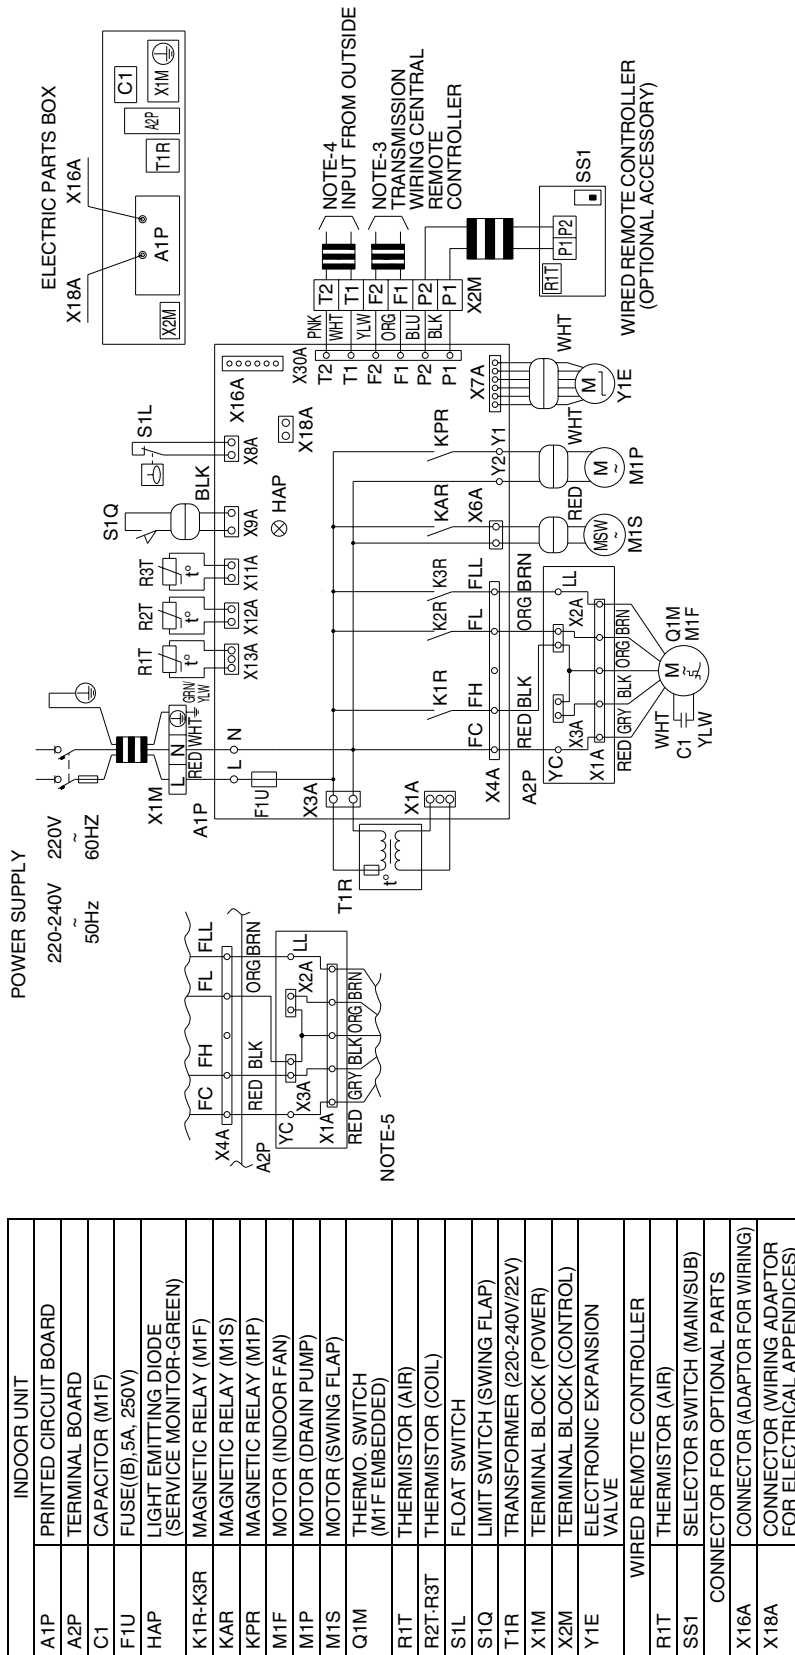 POWER SUPPLY
220-240V 220V
~ ~
50Hz 60HZ
ELECTRIC PARTS BOX
X18A X16A
X2M
A1P
T1R
A2P
C1
X1M
X1M
L N
RED WHT
GRN/
YLW
A1P
L N
F1U
R1T
t°
X13A
R2T
t°
X12A
R3T
t°
X11A
S1Q
X9A
BLK
HAP
S1L
X8A
X18A
X16A
X30A
T2 PNK T2
T1 WHT T1
F2 YLW F2
F1 ORG F1
P2 BLU P2
P1 BLK P1
X2M
NOTE-4
INPUT FROM OUTSIDE
NOTE-3
TRANSMISSION
WIRING CENTRAL
REMOTE
CONTROLLER
R1T
P1 P2
SS1
WIRED REMOTE CONTROLLER
(OPTIONAL ACCESSORY)
X3A
T1R
t°
X1A
K1R K2R K3R KAR KPR
X4A
FC FH FL FLL
X6A
Y2 Y1
X7A
A2P
RED BLK ORG BRN
YC X3A X2A LL
X1A
RED GRY BLK ORG BRN
WHT
C1
YLW
M
~
Q1M
M1F
RED
MSW
~
M1S
WHT
M
~
M1P
WHT
M
Y1E
X4A
FC FH FL FLL
A2P
RED BLK ORG BRN
YC X3A X2A LL
X1A
RED GRY BLK ORG BRN
NOTE-5
INDOOR UNIT
A1P PRINTED CIRCUIT BOARD
A2P TERMINAL BOARD
C1 CAPACITOR (M1F)
F1U FUSE((B),5A, 250V)
HAP LIGHT EMITTING DIODE
(SERVICE MONITOR-GREEN)
K1R-K3R MAGNETIC RELAY (M1F)
KAR MAGNETIC RELAY (M1S)
KPR MAGNETIC RELAY (M1P)
M1F MOTOR (INDOOR FAN)
M1P MOTOR (DRAIN PUMP)
M1S MOTOR (SWING FLAP)
Q1M THERMO. SWITCH
(M1F EMBEDDED)
R1T THERMISTOR (AIR)
R2T·R3T THERMISTOR (COIL)
S1L FLOAT SWITCH
S1Q LIMIT SWITCH (SWING FLAP)
T1R TRANSFORMER (220-240V/22V)
X1M TERMINAL BLOCK (POWER)
X2M TERMINAL BLOCK (CONTROL)
Y1E ELECTRONIC EXPANSION
VALVE
WIRED REMOTE CONTROLLER
R1T THERMISTOR (AIR)
SS1 SELECTOR SWITCH (MAIN/SUB)
CONNECTOR FOR OPTIONAL PARTS
X16A CONNECTOR (ADAPTOR FOR WIRING)
X18A CONNECTOR (WIRING ADAPTOR
FOR ELECTRICAL APPENDICES)